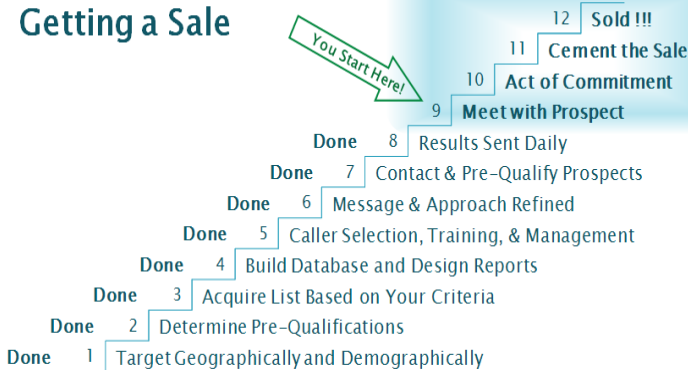 Getting a Sale
You Start Here!
12 Sold !!!
11 Cement the Sale
10 Act of Commitment
9 Meet with Prospect
Done 8 Results Sent Daily
Done 7 Contact & Pre-Qualify Prospects
Done 6 Message & Approach Refined
Done 5 Caller Selection, Training, & Management
Done 4 Build Database and Design Reports
Done 3 Acquire List Based on Your Criteria
Done 2 Determine Pre-Qualifications
Done 1 Target Geographically and Demographically